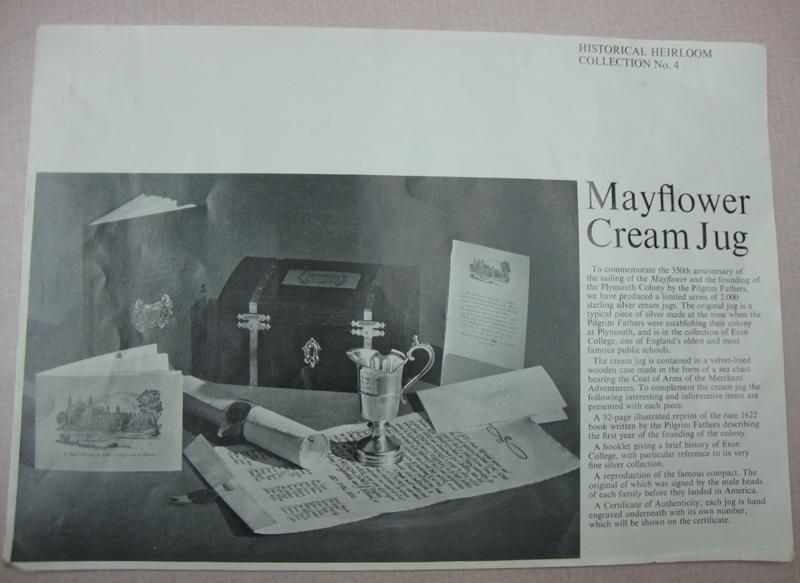 HISTORICAL HEIRLOOM
COLLECTION No. 4
Mayflower
Cream Jug
To commemorate the 350th anniversary of
the sailing of the Mayflower and the founding of
the Plymouth Colony by the Pilgrim Fathers,
we have produced a limited series of 2,000
sterling silver cream jugs. The original jug is a
typical piece of silver made at the time when the
Pilgrim Fathers were establishing their colony
at Plymouth, and is in the collection of Eton
College, one of England's oldest and most
famous public schools.
The cream jug is contained in a velvet-lined
wooden case made in the form of a sea chest
bearing the Coat of Arms of the Merchant
Adventurers. To complement the cream jug the
following interesting and informative items are
presented with each piece.
A 92-page illustrated reprint of the rare 1622
book written by the Pilgrim Fathers describing
the first year of the founding of the colony.
A booklet giving a brief history of Eton
College, with particular reference to its very
fine silver collection.
A reproduction of the famous compact. The
original of which was signed by the male heads
of each family before they landed in America.
A Certificate of Authenticity; each jug is hand
engraved underneath with its own number,
which will be shown on the certificate.